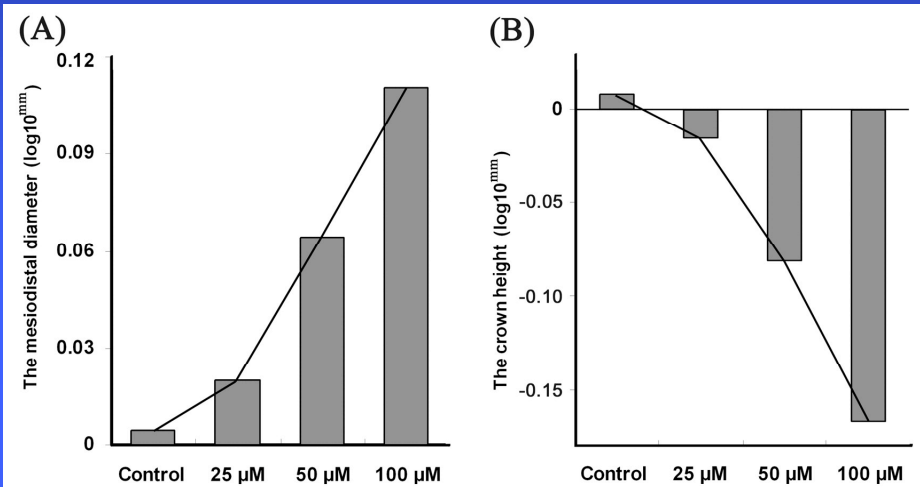 (A)
The mesiodistal diameter (log10mm)
0.12
0.09
0.06
0.03
0
Control 25 µM 50 µM 100 µM
(B)
The crown height (log10mm)
0
-0.05
-0.10
-0.15
Control 25 µM 50 µM 100 µM